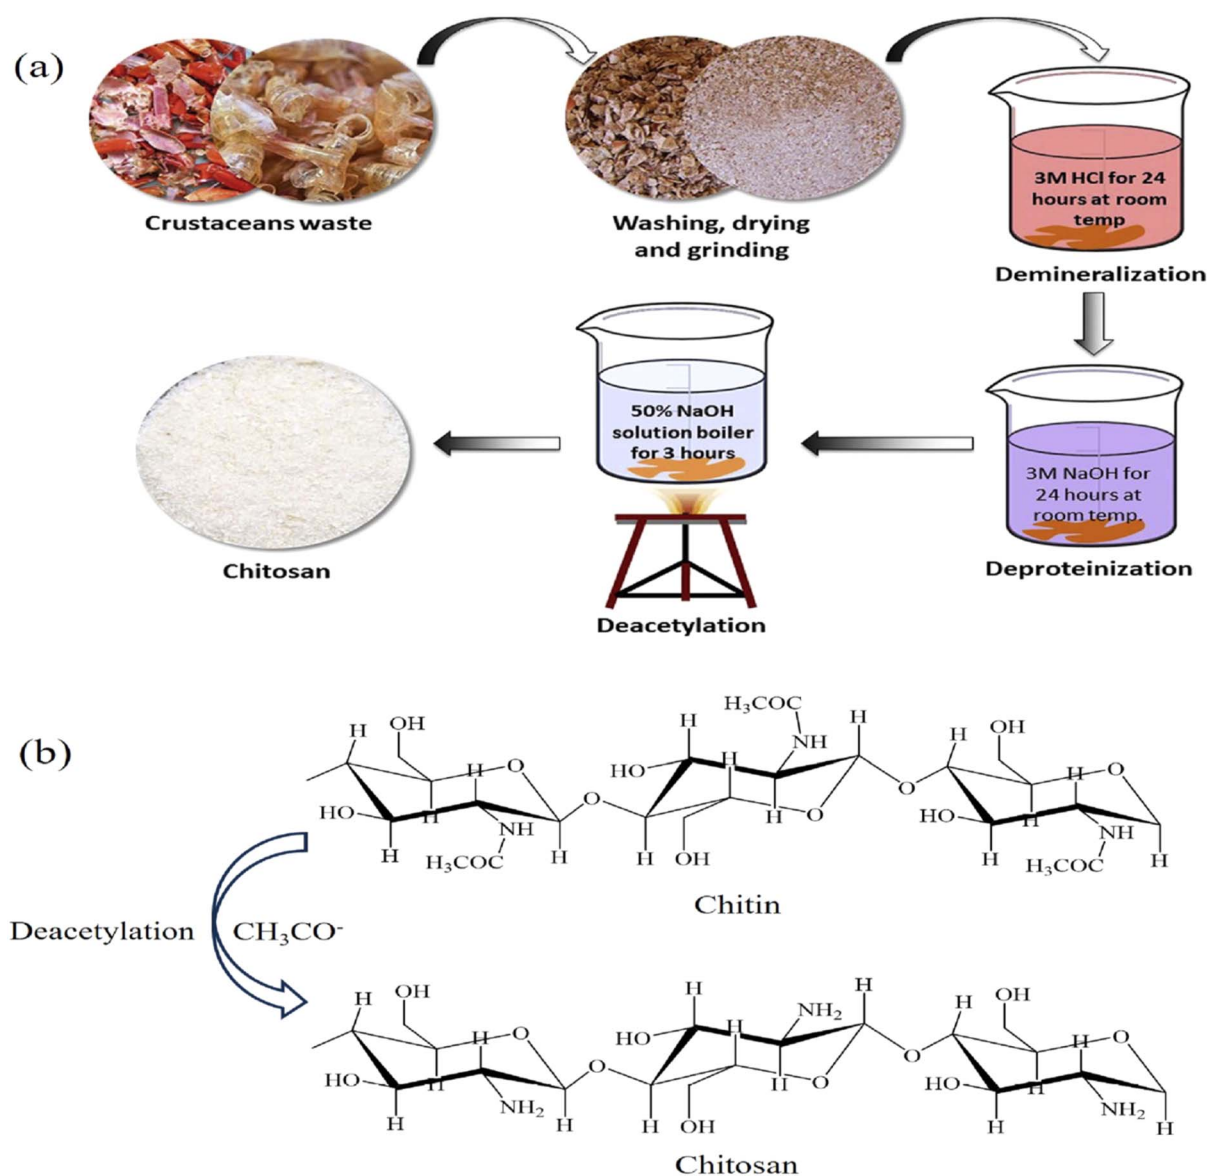 (a)
Crustaceans waste
Washing, drying
and grinding
3M HCl for 24
hours at room
temp
Demineralization
3M NaOH for
24 hours at
room temp.
Deproteinization
50% NaOH
solution boiler
for 3 hours
Deacetylation
Chitosan
(b)
H OH H O HO H H NH H₃COC H O
H₃COC H NH H HO H H O OH H O
H OH H O HO H H NH H₃COC H
Chitin
Deacetylation
CH₃CO⁻
H OH H O HO H H NH₂ H O
H NH₂ H HO H H O OH H O
H OH H O HO H H NH₂ H
Chitosan